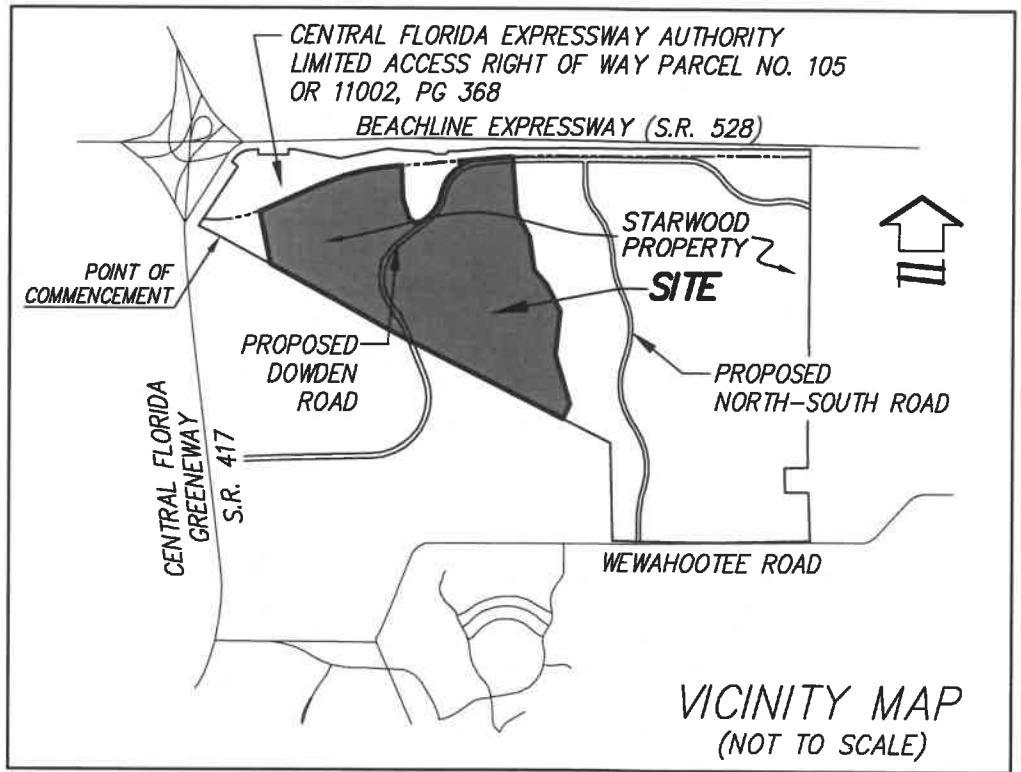 CENTRAL FLORIDA EXPRESSWAY AUTHORITY
LIMITED ACCESS RIGHT OF WAY PARCEL NO. 105
OR 11002, PG 368
BEACHLINE EXPRESSWAY (S.R. 528)
STARWOOD
PROPERTY
SITE
POINT OF
COMMENCEMENT
PROPOSED
DOWDEN
ROAD
PROPOSED
NORTH-SOUTH ROAD
CENTRAL FLORIDA
GREENEWAY
S.R. 417
WEWAHOOTEE ROAD
VICINITY MAP
(NOT TO SCALE)